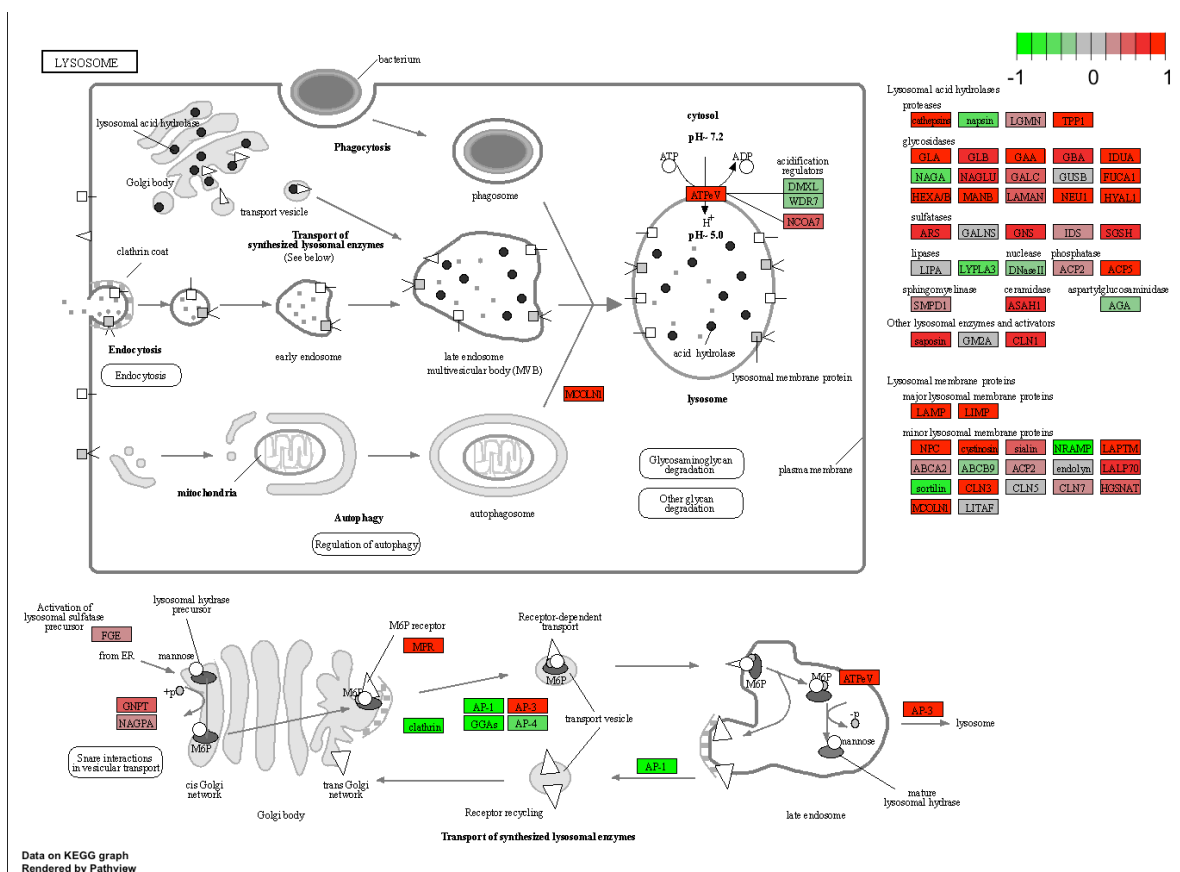 LYSOSOME
bacterium
-1 0 1
lysosomal acid hydrolase
Golgi body
transport vesicle
Phagocytosis
phagosome
cytosol
pH~ 7.2
ATP
ADP
ATPeV
H+
pH~ 5.0
acidification
regulators
DMXL
WDR7
NCOA7
Transport of
synthesized lysosomal enzymes
(See below)
clathrin coat
Endocytosis
Endocytosis
early endosome
late endosome
multivesicular body (MVB)
acid hydrolase
lysosomal membrane protein
lysosome
MCOLN1
mitochondria
Autophagy
Regulation of autophagy
autophagosome
Glycosaminoglycan
degradation
Other glycan
degradation
plasma membrane
Lysosomal acid hydrolases
proteases
cathepsins napsin LGMN TPP1
glycosidases
GLA GLB GAA GBA IDUA
NAGA NAGLU GALC GUSB FUCA1
HEXA/B MANB LAMAN NEU1 HYAL1
sulfatases
ARS GALNS GNS IDS SGSH
lipases nuclease phosphatase
LIPA LYPLA3 DNaseII ACP2 ACP5
sphingomyelinase ceramidase aspartylglucosaminidase
SMPD1 ASAH1 AGA
Other lysosomal enzymes and activators
saposin GM2A CLN1
Lysosomal membrane proteins
major lysosomal membrane proteins
LAMP LIMP
minor lysosomal membrane proteins
NPC cystinosin sialin NRAMP LAPTM
ABCA2 ABCB9 ACP2 endolyn LALP70
sortilin CLN3 CLN5 CLN7 HGSNAT
MCOLN1 LITAF
Activation of
lysosomal sulfatase
precursor
FGE
lysosomal hydrase
precursor
from ER
mannose
+p
GNPT
NAGPA
M6P
Snare interactions
in vesicular transport
cis Golgi
network
Golgi body
trans Golgi
network
M6P
M6P receptor
MPR
clathrin
AP-1 AP-3
GGAs AP-4
Receptor-dependent
transport
M6P
transport vesicle
AP-1
Receptor recycling
M6P
M6P
ATPeV
-p
mannose
AP-3
lysosome
mature
lysosomal hydrase
late endosome
Transport of synthesized lysosomal enzymes
Data on KEGG graph
Rendered by Pathview